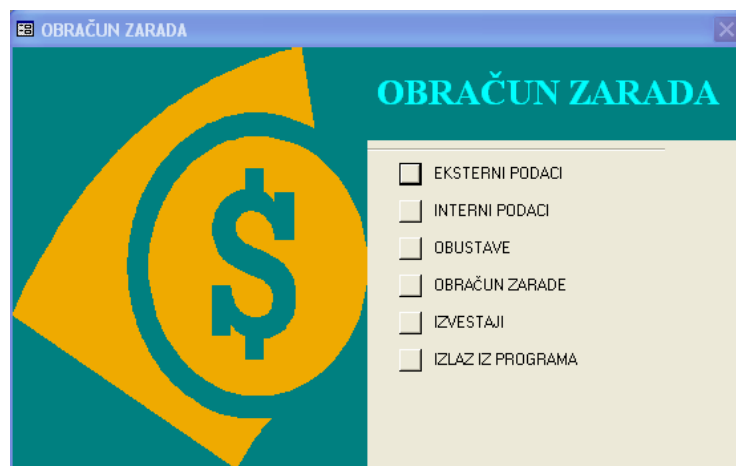 OBRAČUN ZARADA
OBRAČUN ZARADA
EKSTERNI PODACI
INTERNI PODACI
OBUSTAVE
OBRAČUN ZARADE
IZVESTAJI
IZLAZ IZ PROGRAMA